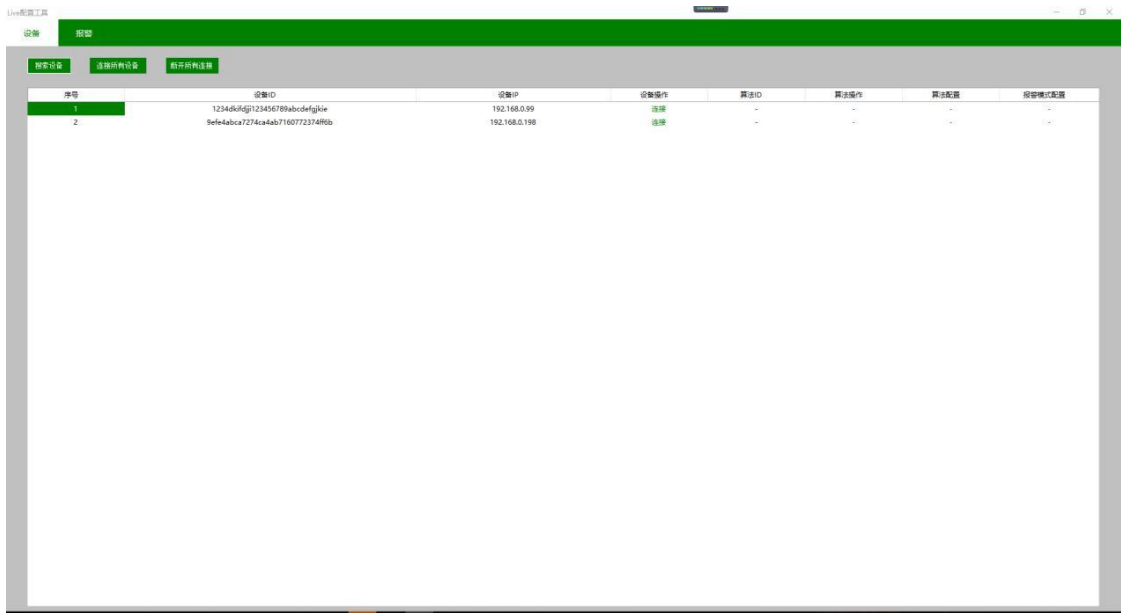 Live配置工具
设备 报警
搜索设备 连接所有设备 断开所有连接
序号 设备ID 设备IP 设备操作 算法ID 算法操作 算法配置 报警模式配置
1 1234dkifdjji123456789abcdefgjkie 192.168.0.99 连接 - - - -
2 9efe4abca7274ca4ab7160772374ff6b 192.168.0.198 连接 - - - -